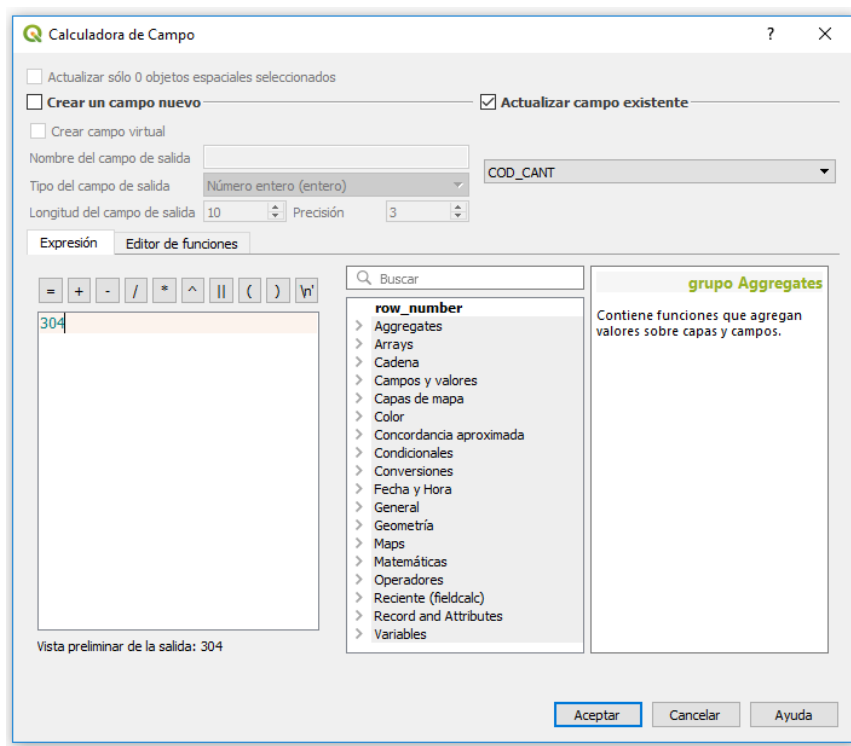 Calculadora de Campo
?
Actualizar sólo 0 objetos espaciales seleccionados
Crear un campo nuevo
Actualizar campo existente
Crear campo virtual
Nombre del campo de salida
Tipo del campo de salida Número entero (entero)
COD_CANT
Longitud del campo de salida 10 Precisión 3
Expresión Editor de funciones
= + - / * ^ || ( ) \n'
304
Vista preliminar de la salida: 304
Buscar
row_number
Aggregates
Arrays
Cadena
Campos y valores
Capas de mapa
Color
Concordancia aproximada
Condicionales
Conversiones
Fecha y Hora
General
Geometría
Maps
Matemáticas
Operadores
Reciente (fieldcalc)
Record and Attributes
Variables
grupo Aggregates
Contiene funciones que agregan
valores sobre capas y campos.
Aceptar Cancelar Ayuda